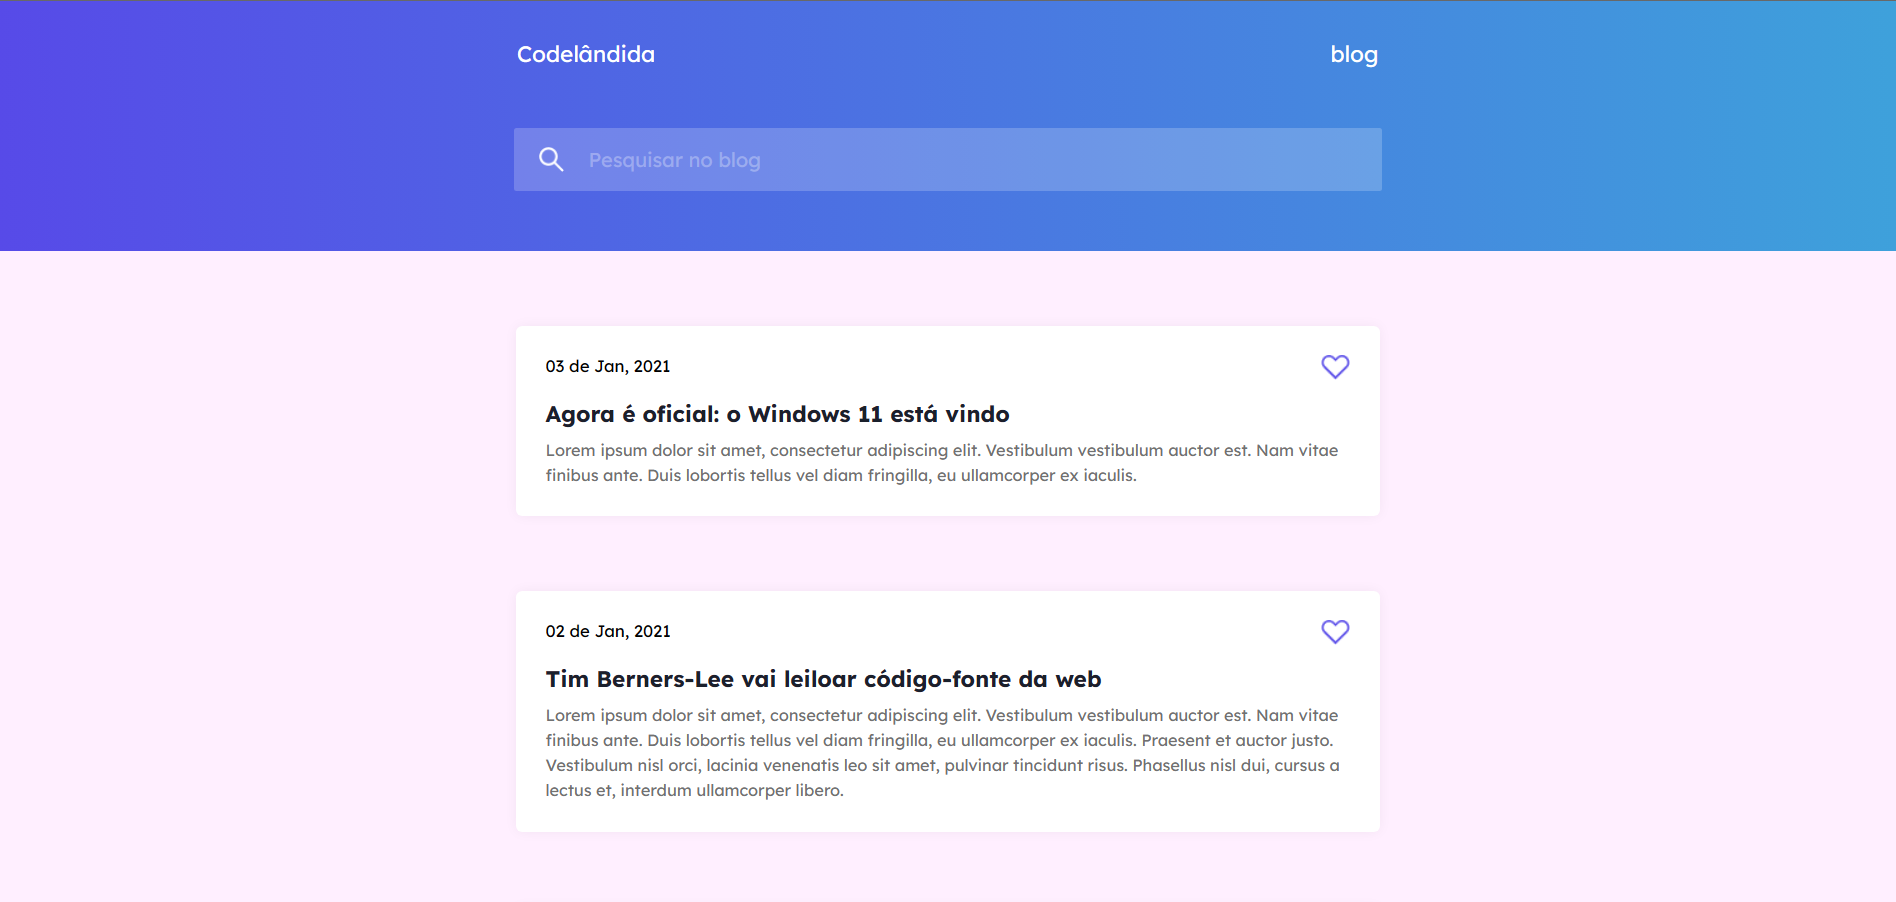 Codelândida
blog
Pesquisar no blog
03 de Jan, 2021
Agora é oficial: o Windows 11 está vindo
Lorem ipsum dolor sit amet, consectetur adipiscing elit. Vestibulum vestibulum auctor est. Nam vitae
finibus ante. Duis lobortis tellus vel diam fringilla, eu ullamcorper ex iaculis.
02 de Jan, 2021
Tim Berners-Lee vai leiloar código-fonte da web
Lorem ipsum dolor sit amet, consectetur adipiscing elit. Vestibulum vestibulum auctor est. Nam vitae
finibus ante. Duis lobortis tellus vel diam fringilla, eu ullamcorper ex iaculis. Praesent et auctor justo.
Vestibulum nisl orci, lacinia venenatis leo sit amet, pulvinar tincidunt risus. Phasellus nisl dui, cursus a
lectus et, interdum ullamcorper libero.